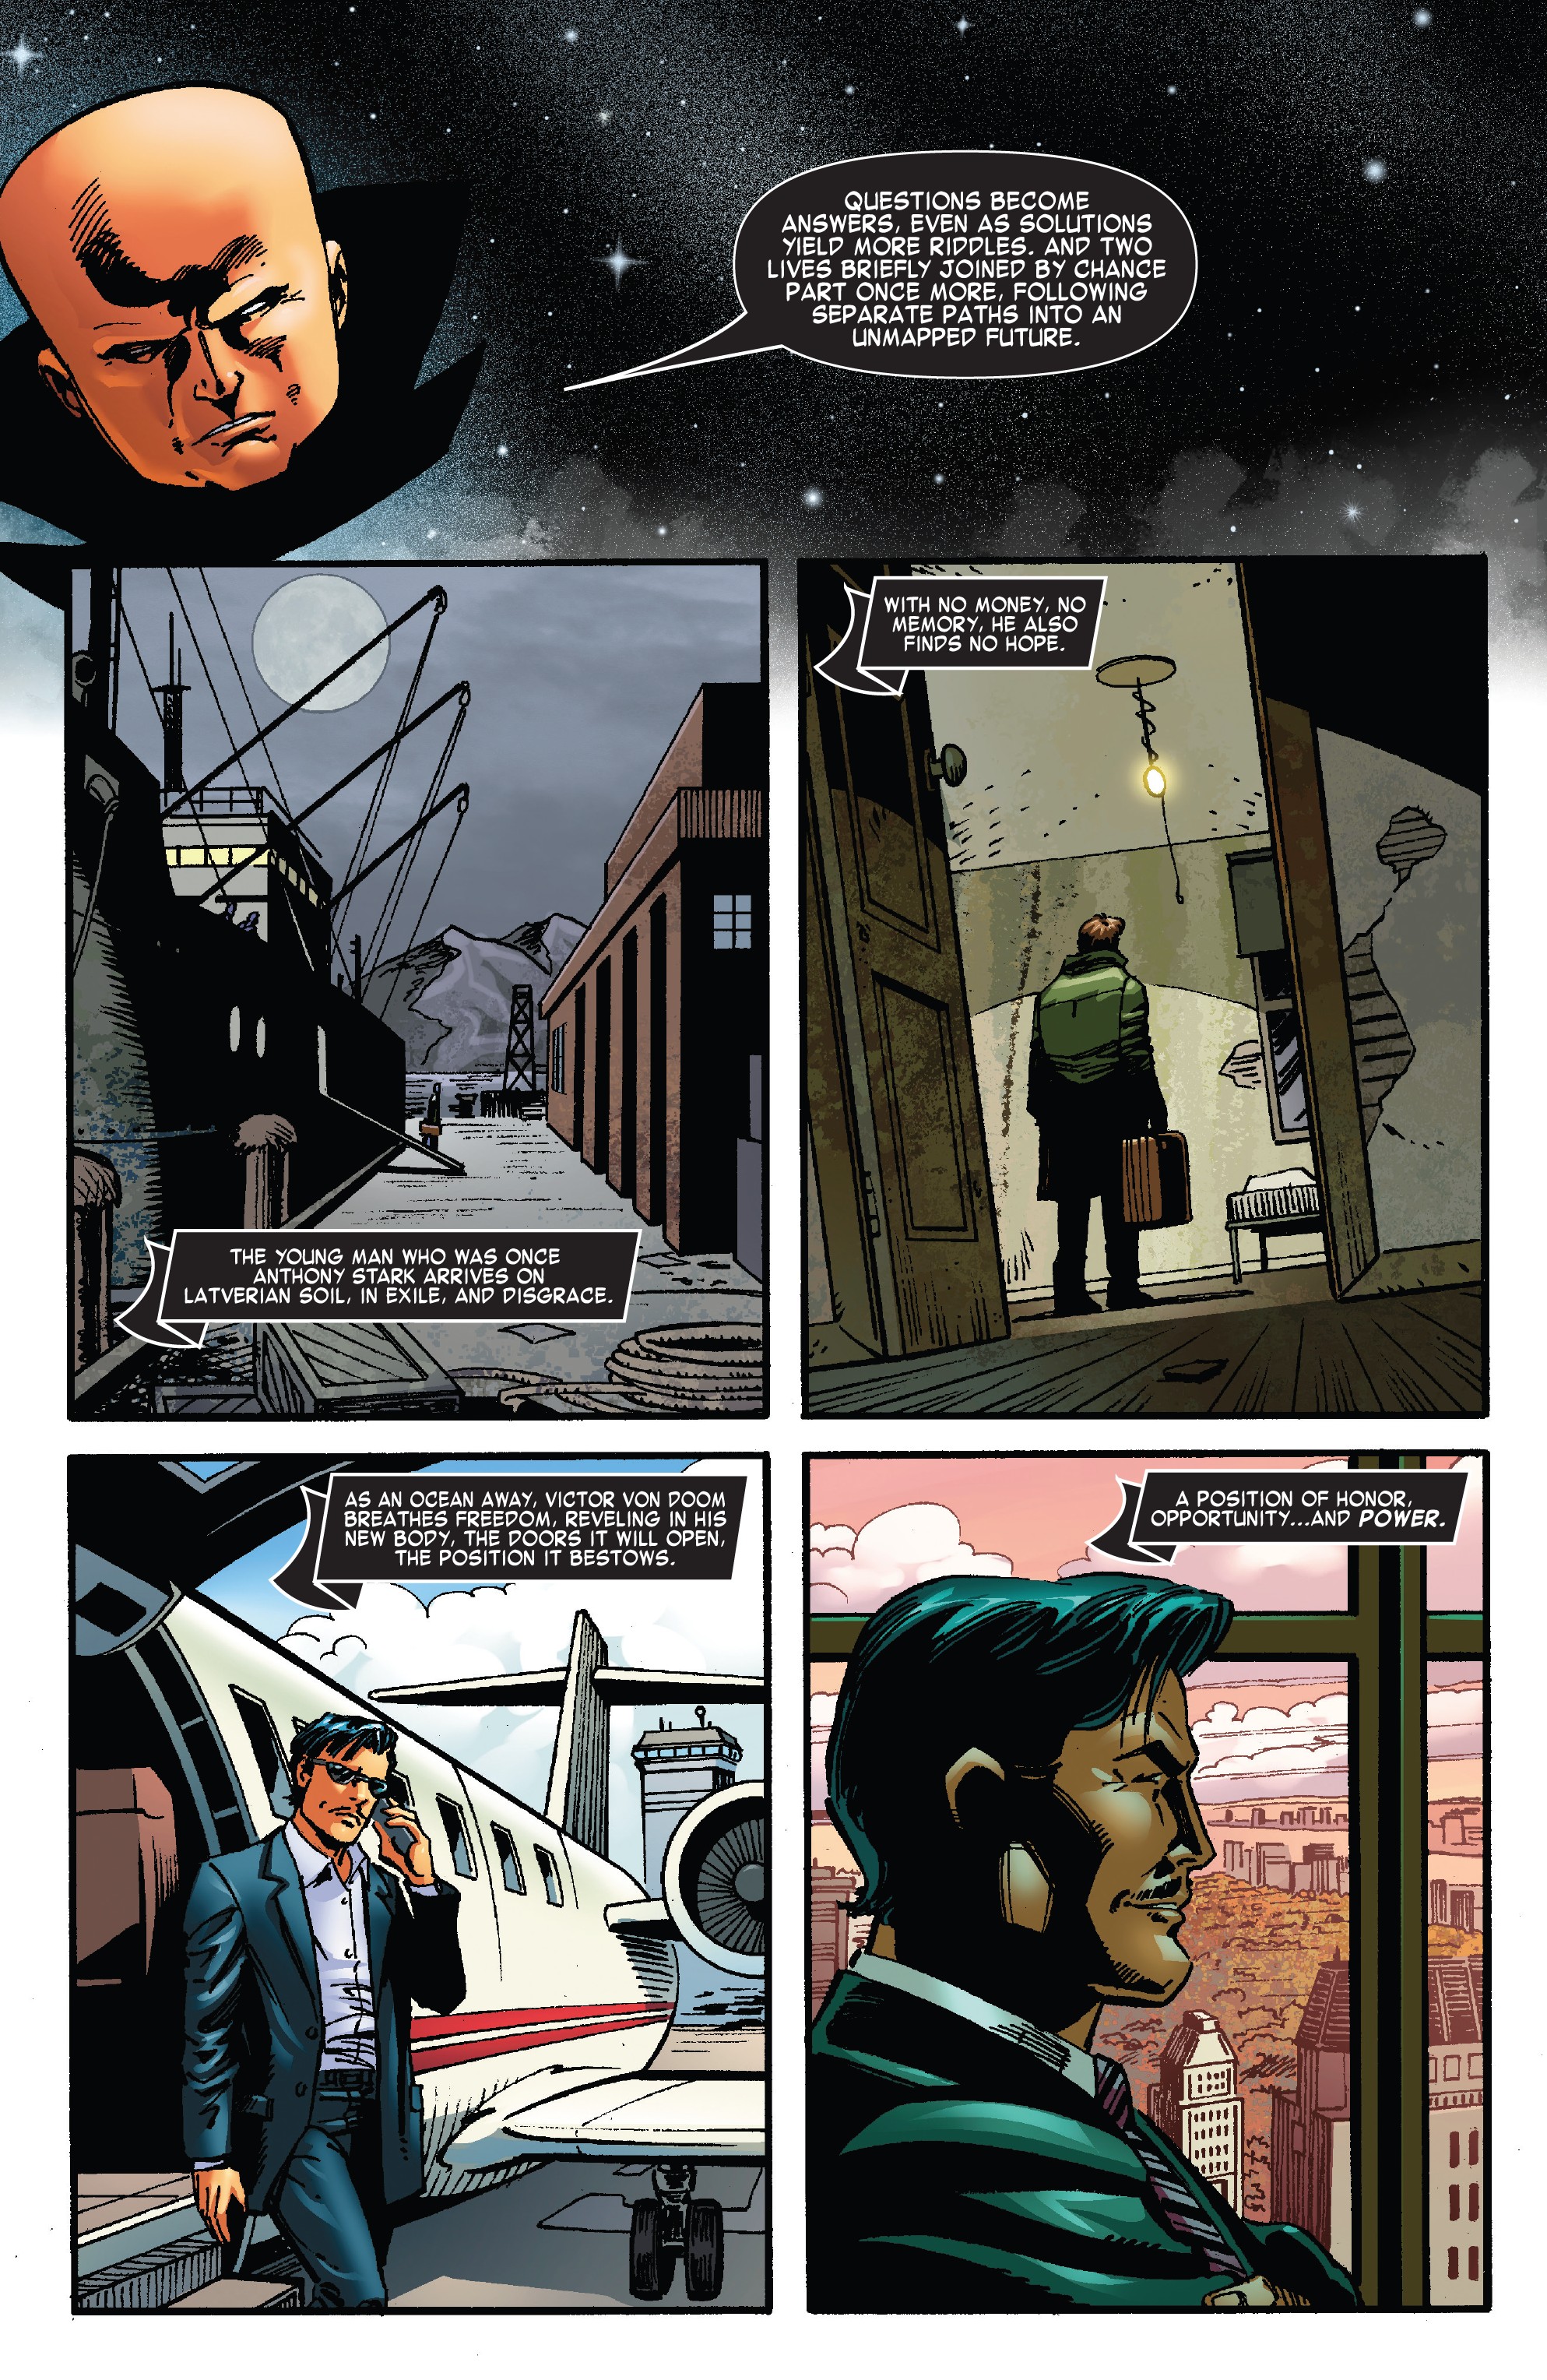 QUESTIONS BECOME
ANSWERS, EVEN AS SOLUTIONS
YIELD MORE RIDDLES. AND TWO
LIVES BRIEFLY JOINED BY CHANCE
PART ONCE MORE, FOLLOWING
SEPARATE PATHS INTO AN
UNMAPPED FUTURE.
THE YOUNG MAN WHO WAS ONCE
ANTHONY STARK ARRIVES ON
LATVERIAN SOIL, IN EXILE, AND DISGRACE.
WITH NO MONEY, NO
MEMORY, HE ALSO
FINDS NO HOPE.
AS AN OCEAN AWAY, VICTOR VON DOOM
BREATHES FREEDOM, REVELING IN HIS
NEW BODY, THE DOORS IT WILL OPEN,
THE POSITION IT BESTOWS.
A POSITION OF HONOR,
OPPORTUNITY...AND POWER.